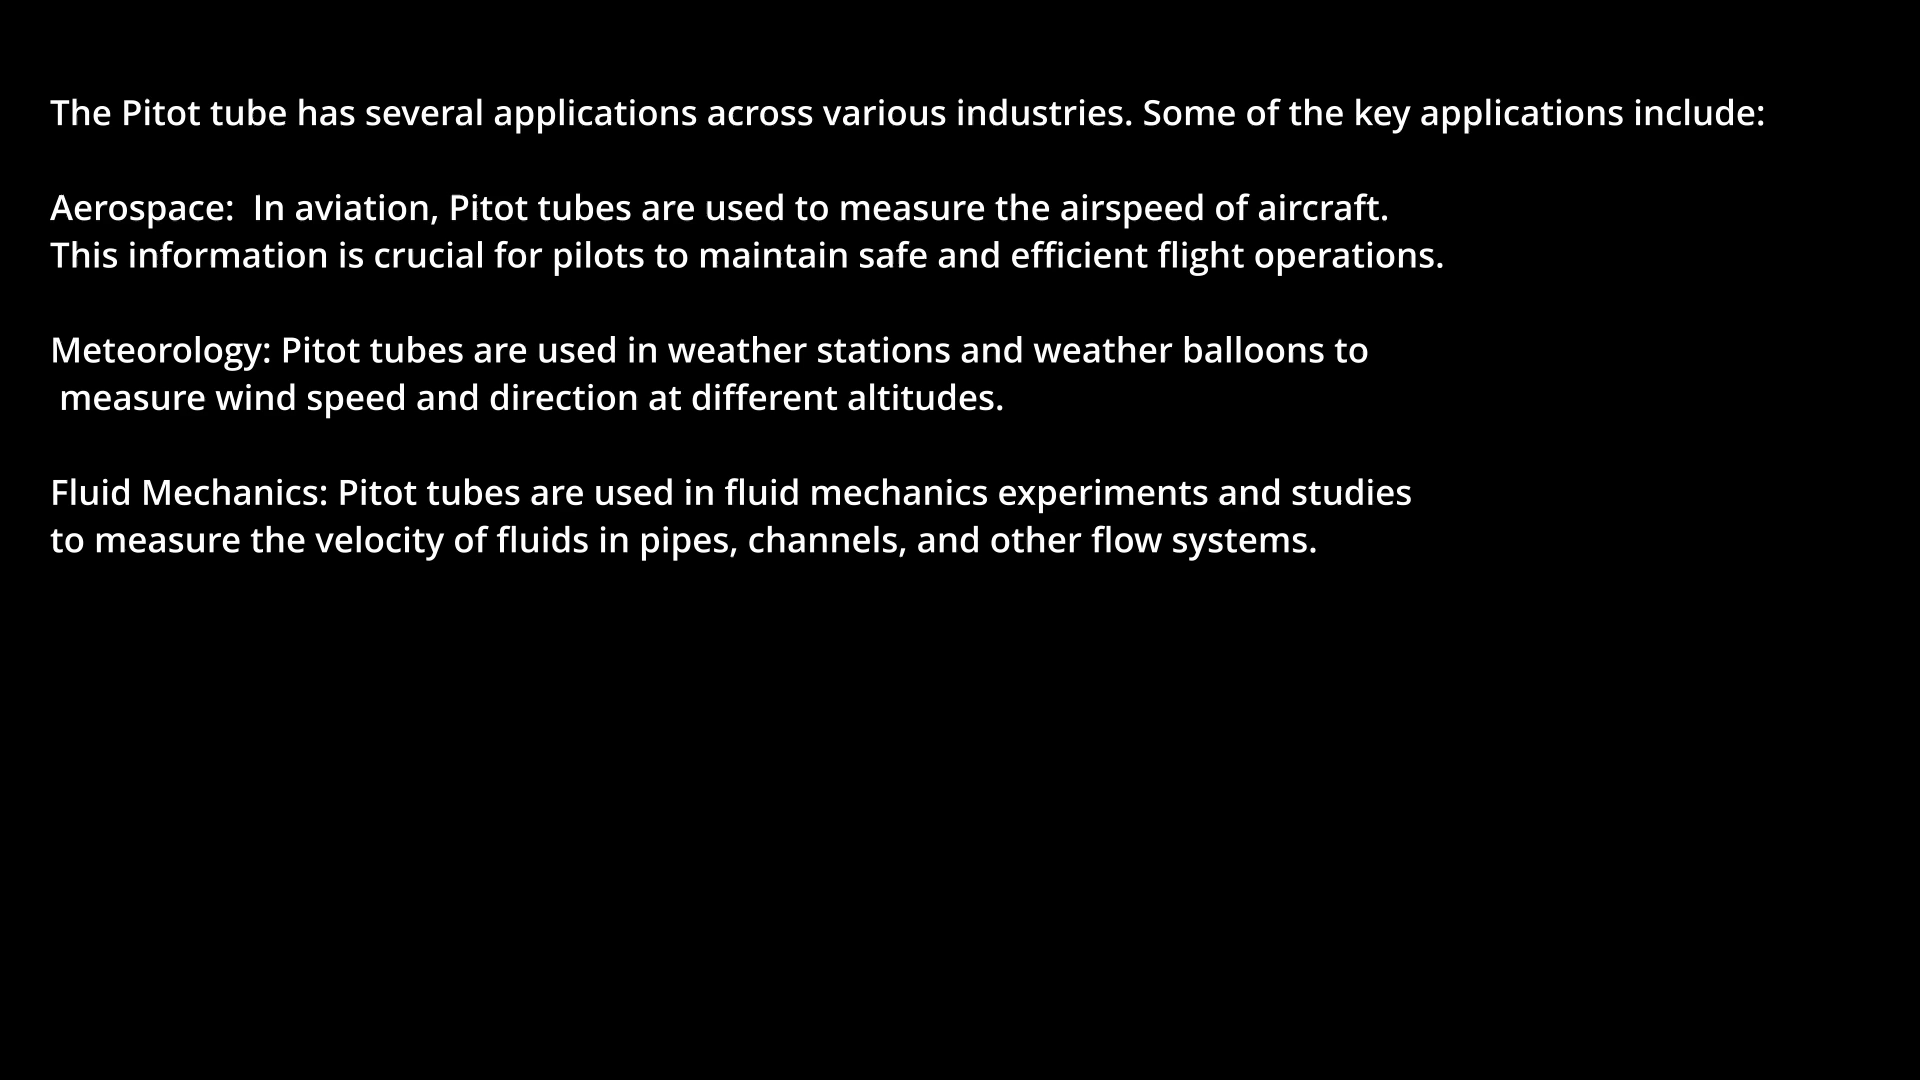 The Pitot tube has several applications across various industries. Some of the key applications include:
Aerospace:  In aviation, Pitot tubes are used to measure the airspeed of aircraft.
This information is crucial for pilots to maintain safe and efficient flight operations.
Meteorology: Pitot tubes are used in weather stations and weather balloons to
measure wind speed and direction at different altitudes.
Fluid Mechanics: Pitot tubes are used in fluid mechanics experiments and studies
to measure the velocity of fluids in pipes, channels, and other flow systems.